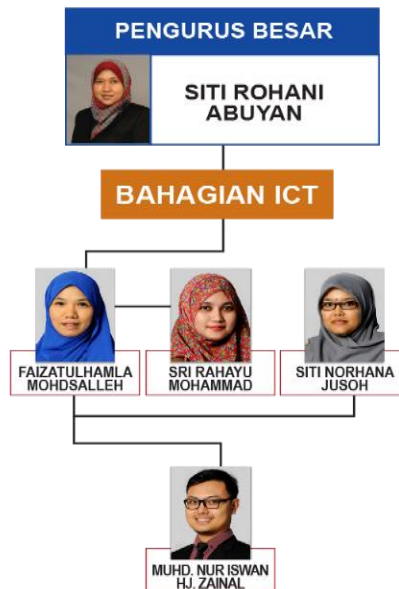 PENGURUS BESAR
SITI ROHANI
ABUYAN
BAHAGIAN ICT
FAIZATULHAMLA
MOHDSALLEH
SRI RAHAYU
MOHAMMAD
SITI NORHANA
JUSOH
MUHD. NUR ISWAN
HJ. ZAINAL